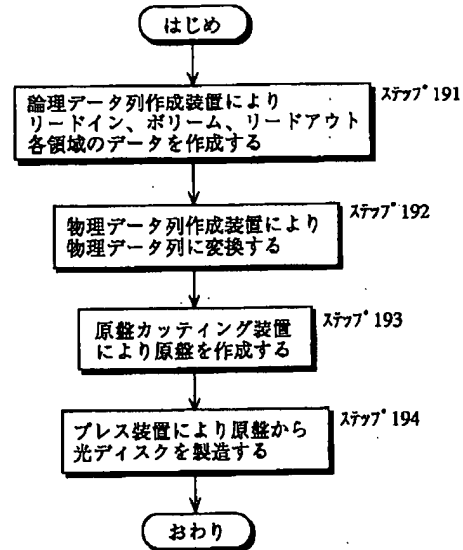 はじめ
論理データ列作成装置により
リードイン、ボリーム、リードアウト
各領域のデータを作成する
ステップ191
物理データ列作成装置により
物理データ列に変換する
ステップ192
原盤カッティング装置
により原盤を作成する
ステップ193
プレス装置により原盤から
光ディスクを製造する
ステップ194
おわり